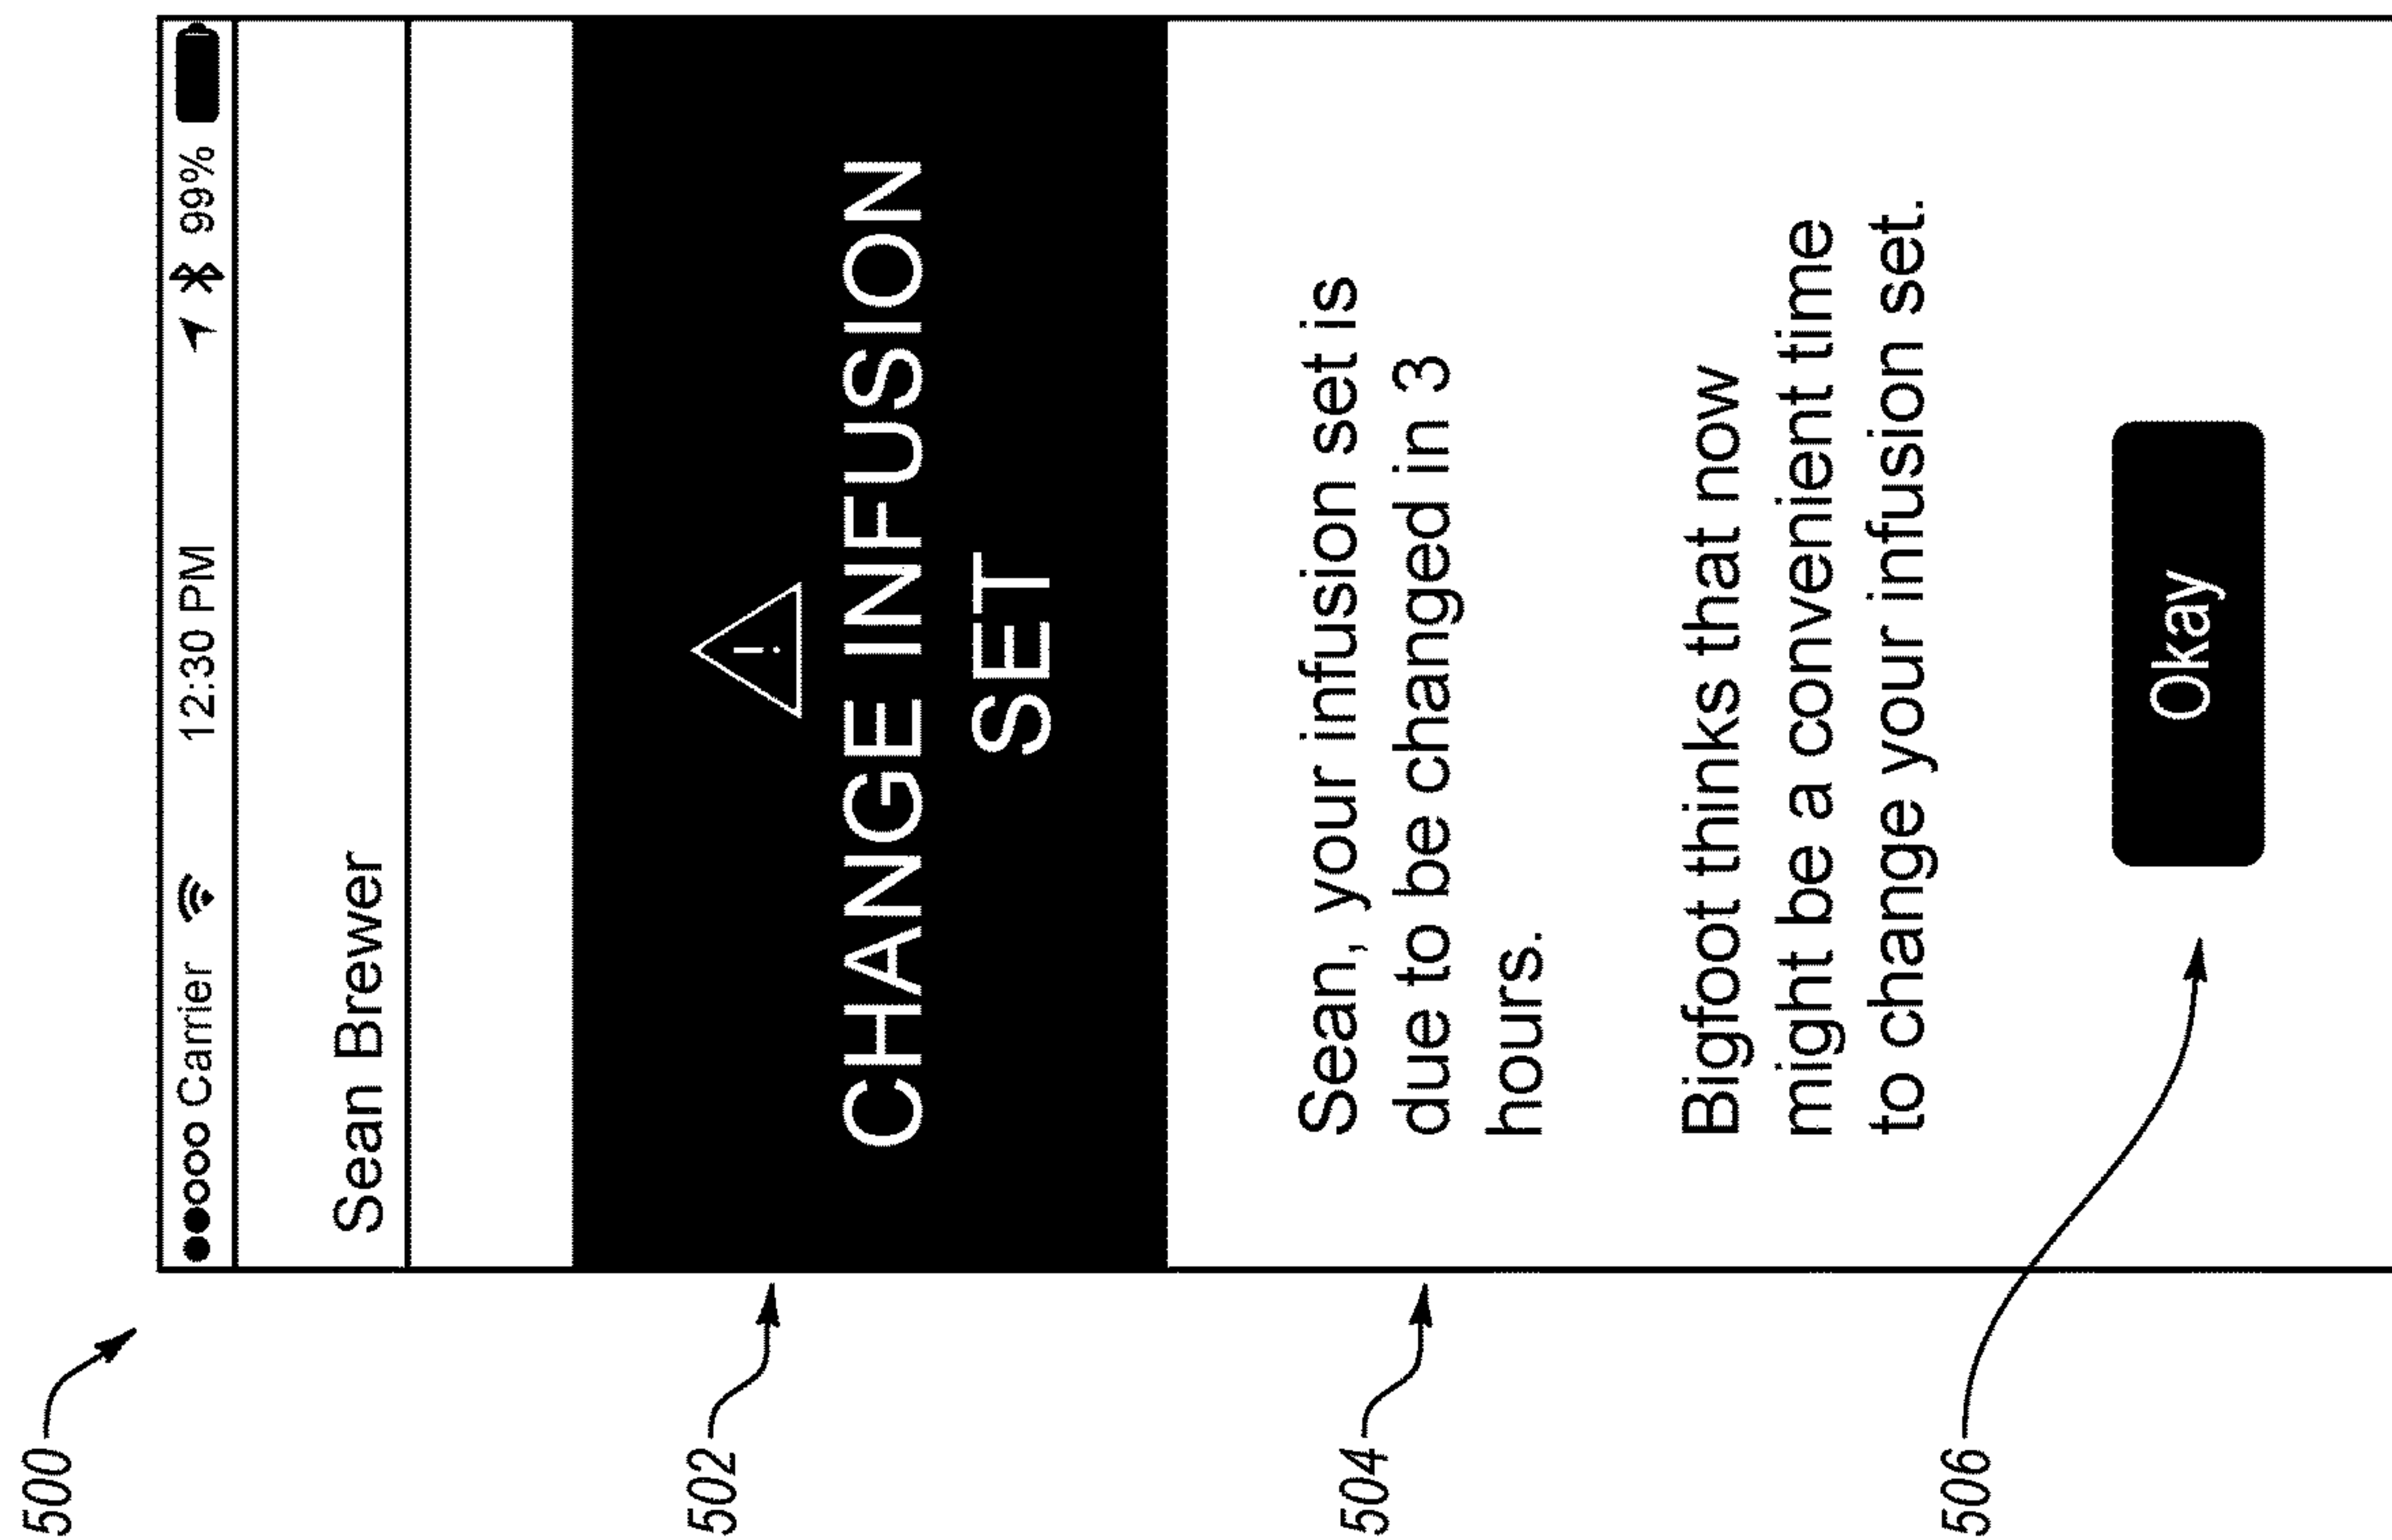 500
●●○○○ Carrier 12:30 PM 99%
Sean Brewer
502
!
CHANGE INFUSION
SET
504
Sean, your infusion set is
due to be changed in 3
hours.
Bigfoot thinks that now
might be a convenient time
to change your infusion set.
506
Okay